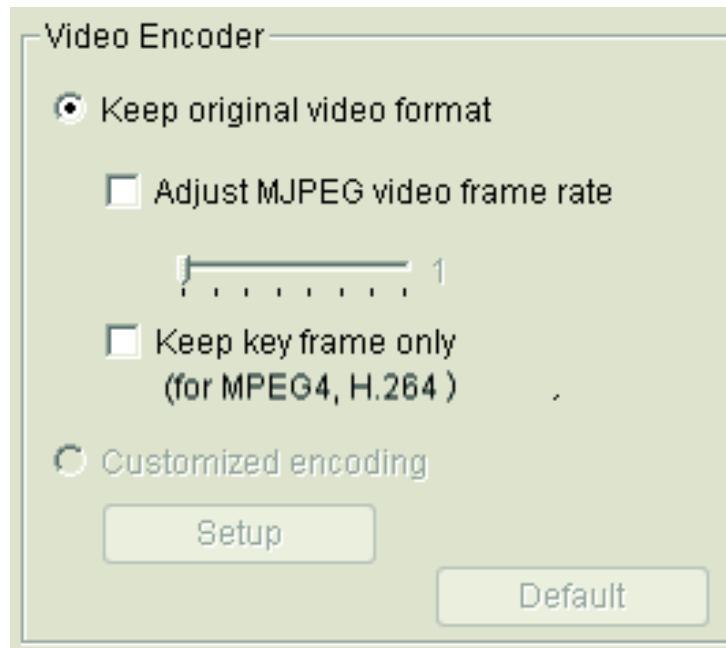 Video Encoder
Keep original video format
Adjust MJPEG video frame rate
1
Keep key frame only
(for MPEG4, H.264 )
Customized encoding
Setup
Default